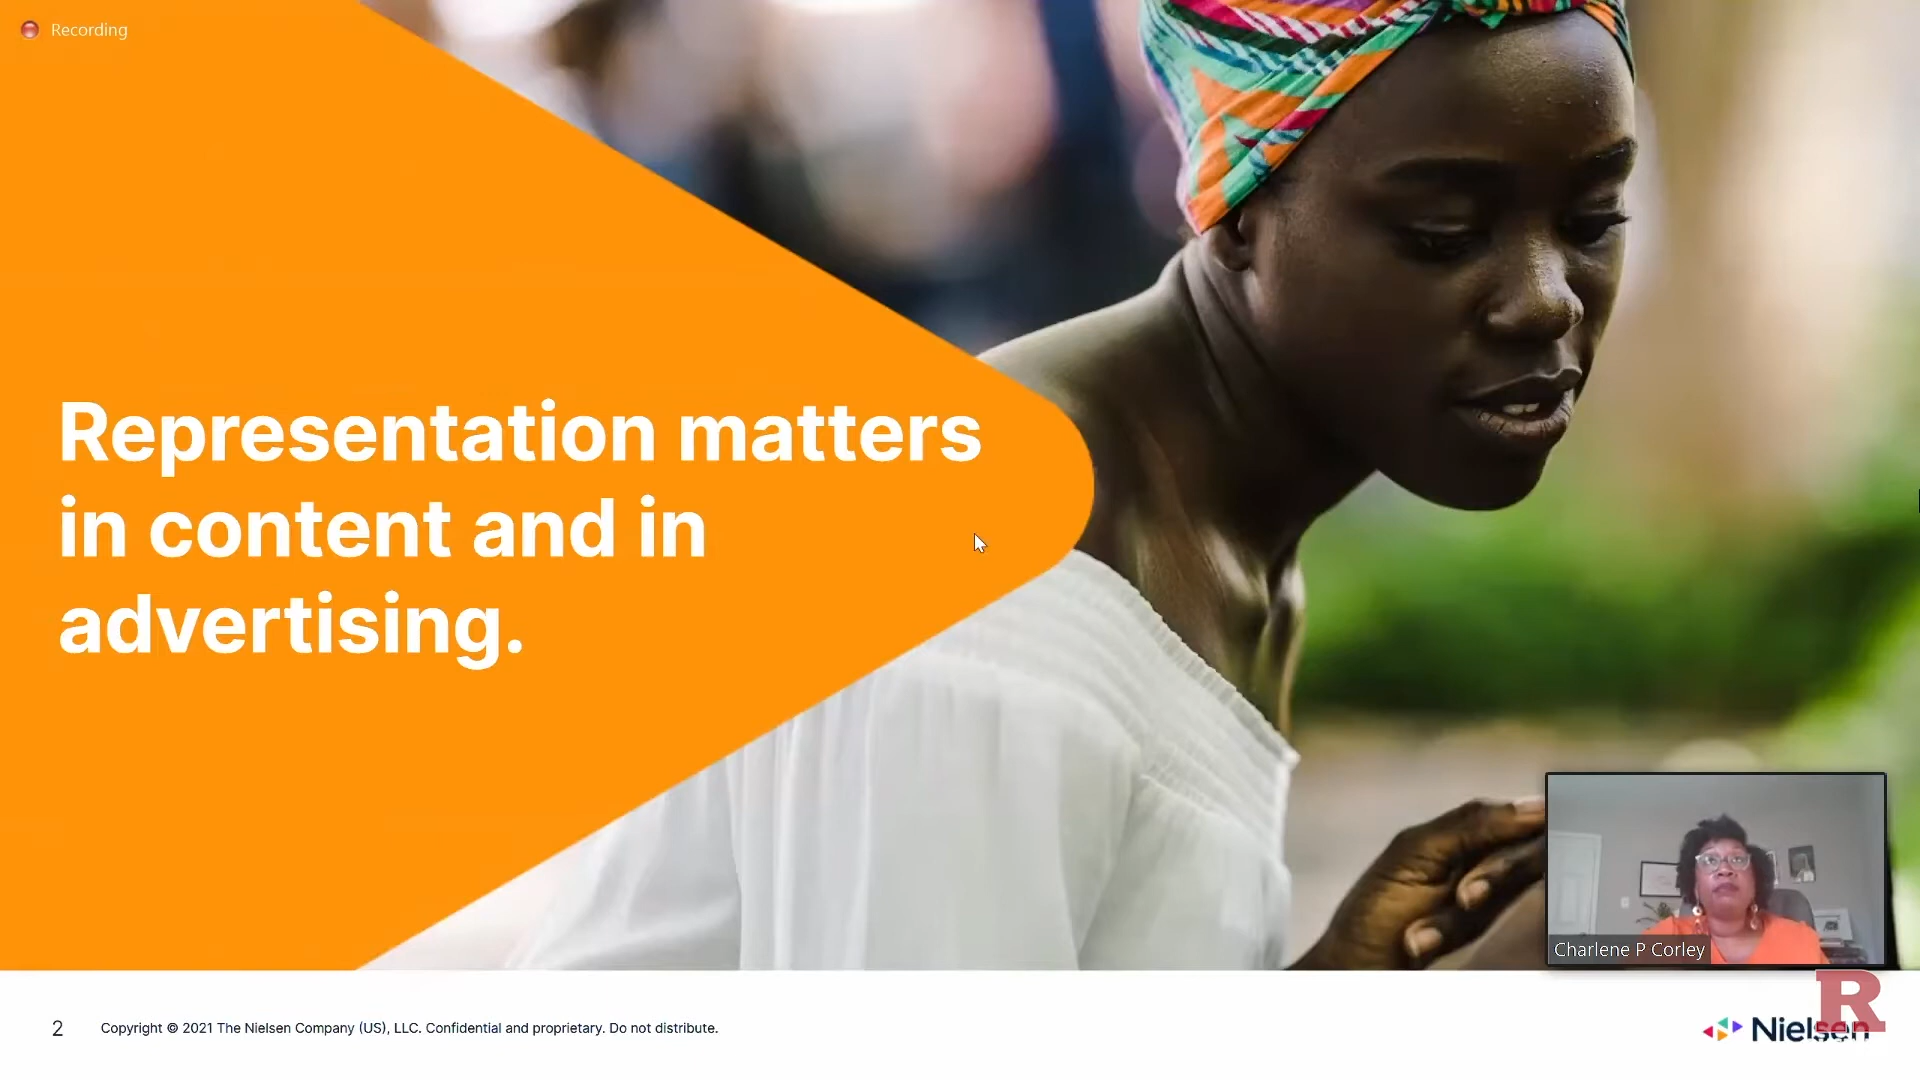 Recording
Representation matters
in content and in
advertising.
Charlene P Corley
2
Copyright © 2021 The Nielsen Company (US), LLC. Confidential and proprietary. Do not distribute.
Nielsen
R